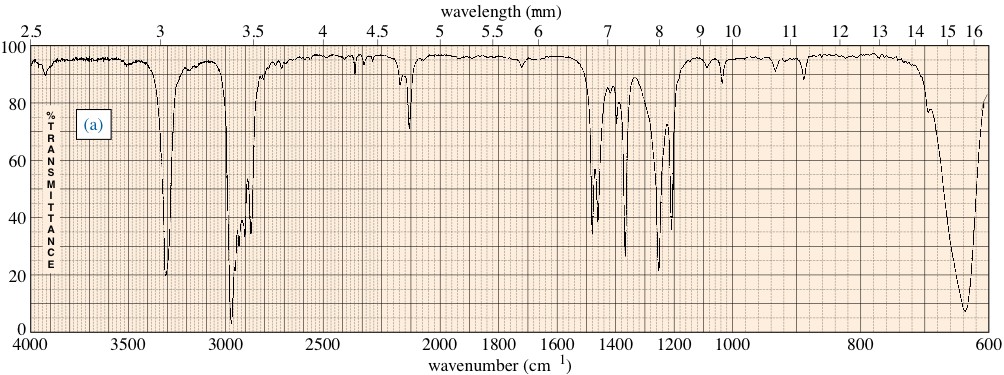 wavelength (mm)
2.5 3 3.5 4 4.5 5 5.5 6 7 8 9 10 11 12 13 14 15 16
100
80
60
40
20
0
% TRANSMITTANCE
(a)
4000 3500 3000 2500 2000 1800 1600 1400 1200 1000 800 600
wavenumber (cm 1)